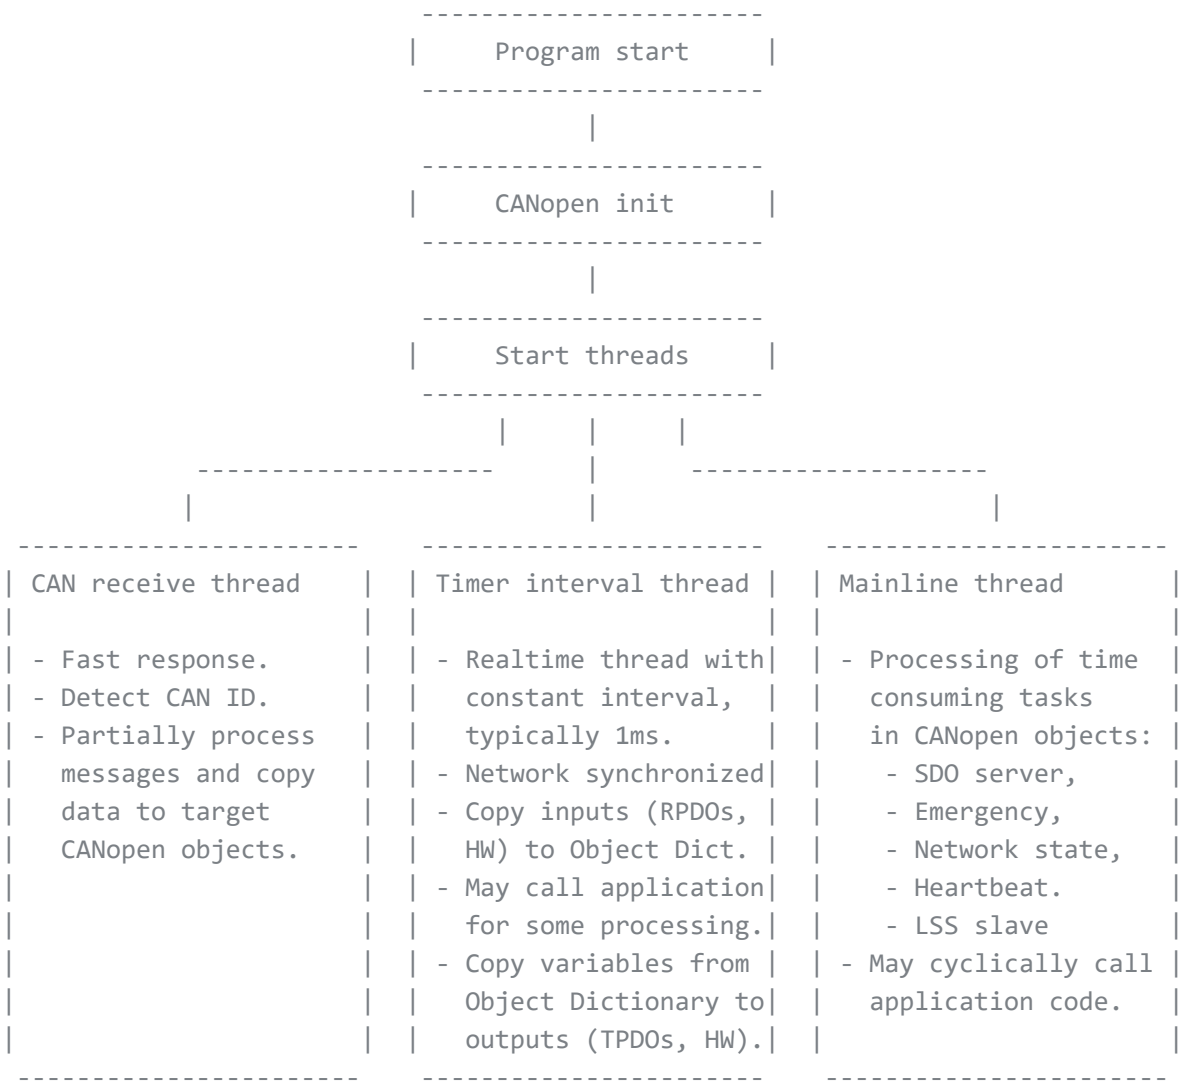 Program start
CANopen init
Start threads
CAN receive thread
- Fast response.
- Detect CAN ID.
- Partially process
messages and copy
data to target
CANopen objects.
Timer interval thread
- Realtime thread with
constant interval,
typically 1ms.
- Network synchronized
- Copy inputs (RPDOs,
HW) to Object Dict.
- May call application
for some processing.
- Copy variables from
Object Dictionary to
outputs (TPDOs, HW).
Mainline thread
- Processing of time
consuming tasks
in CANopen objects:
- SDO server,
- Emergency,
- Network state,
- Heartbeat.
- LSS slave
- May cyclically call
application code.